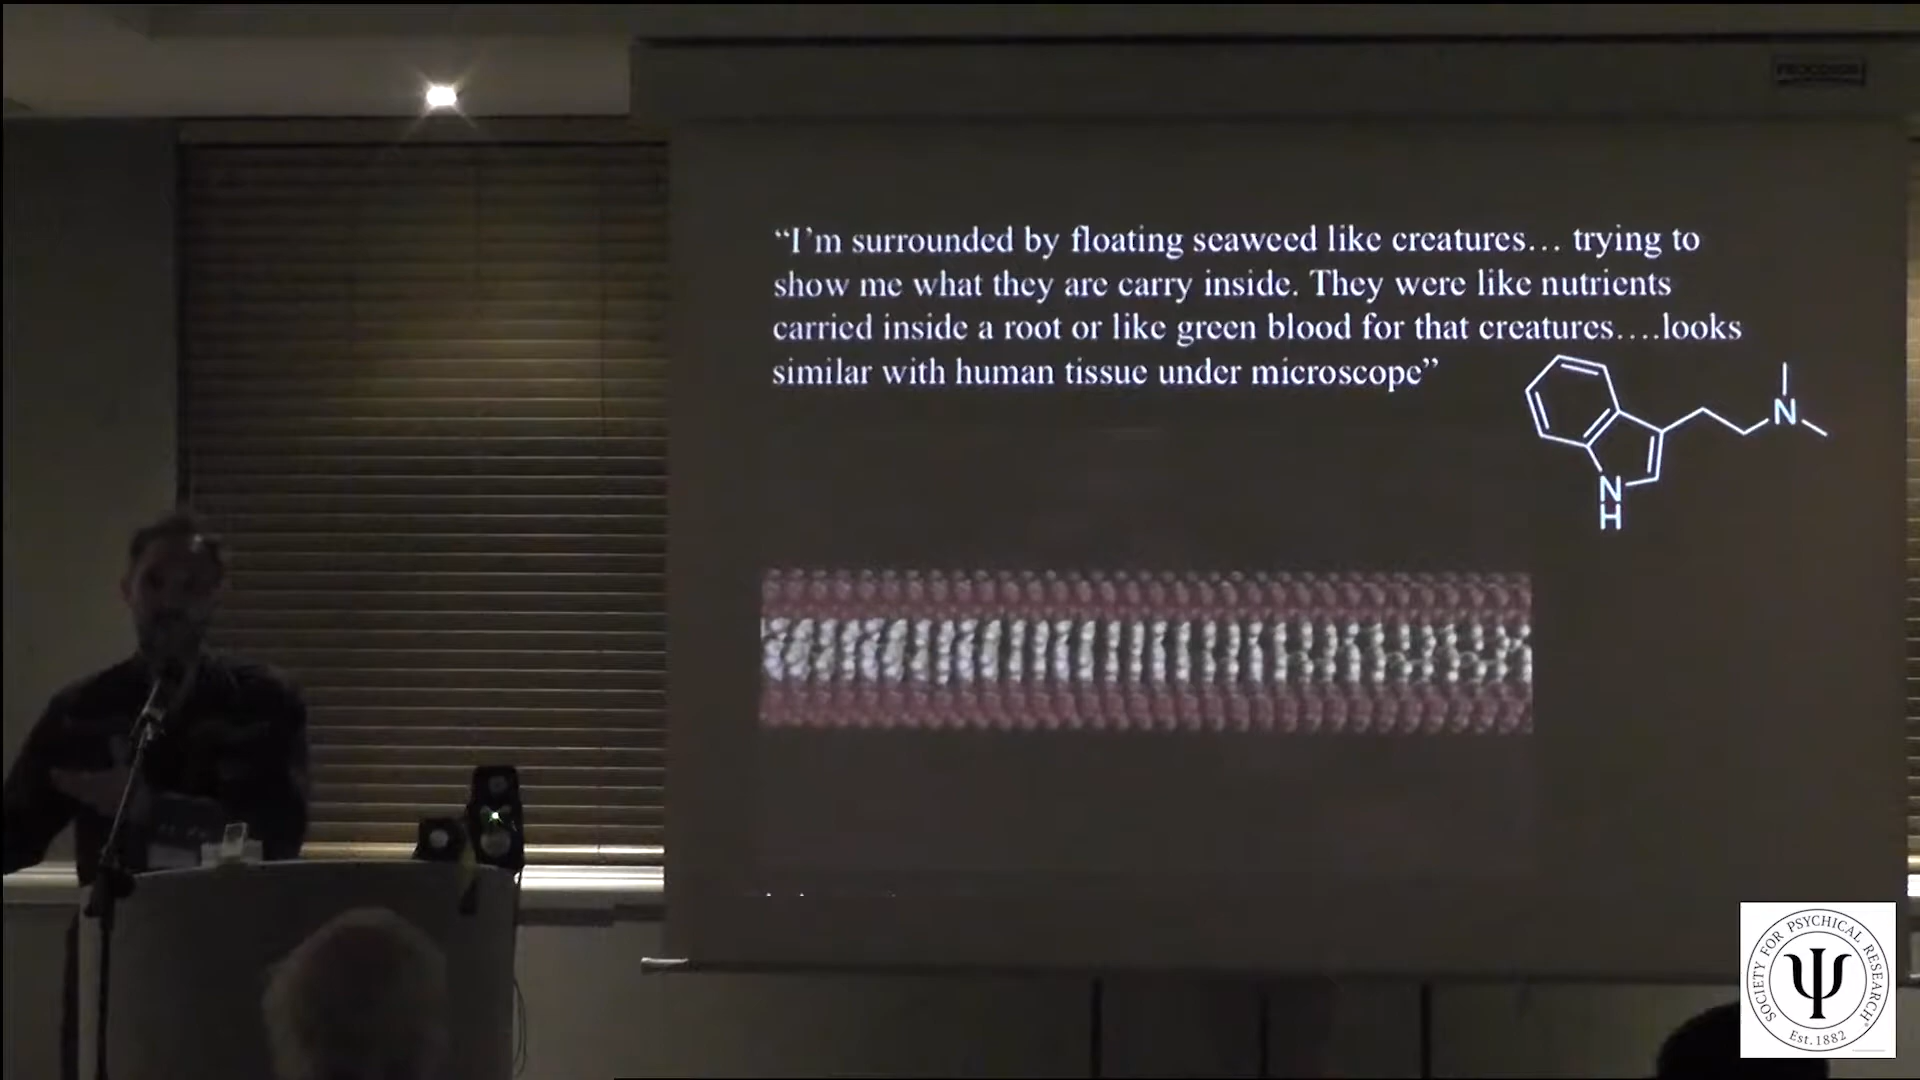 “I’m surrounded by floating seaweed like creatures… trying to
show me what they are carry inside. They were like nutrients
carried inside a root or like green blood for that creatures….looks
similar with human tissue under microscope”
N
N
H
SOCIETY FOR PSYCHICAL RESEARCH
Ψ
Est.1882